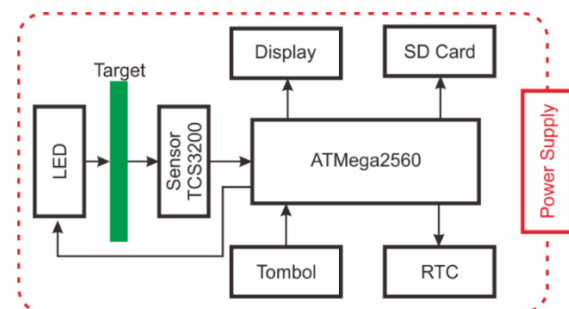 Display
SD Card
Target
LED
Sensor
TCS3200
ATMega2560
Power Supply
Tombol
RTC